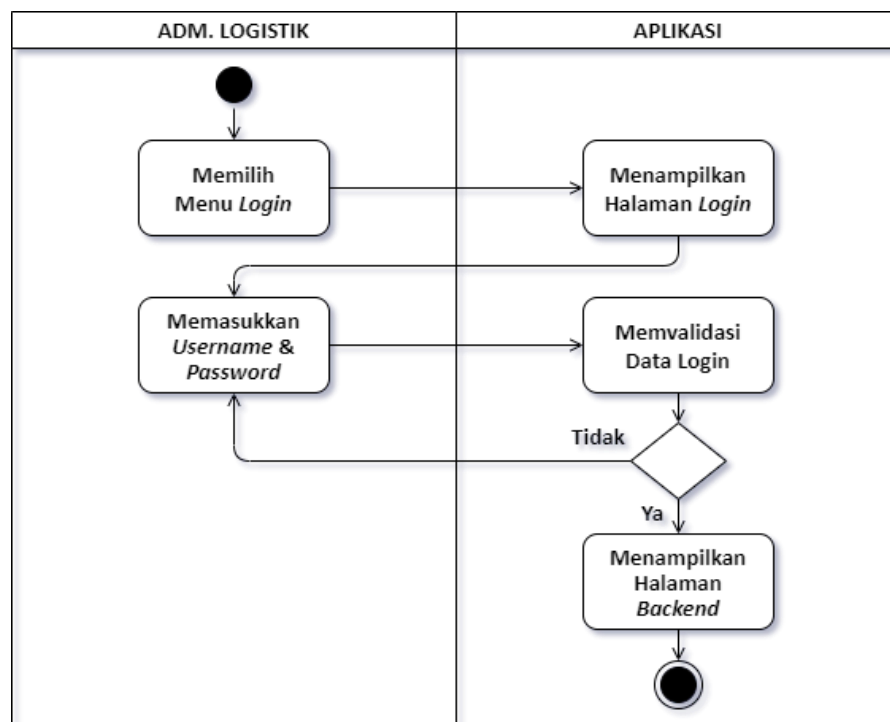 ADM. LOGISTIK
APLIKASI
Memilih
Menu Login
Menampilkan
Halaman Login
Memasukkan
Username &
Password
Memvalidasi
Data Login
Tidak
Ya
Menampilkan
Halaman
Backend